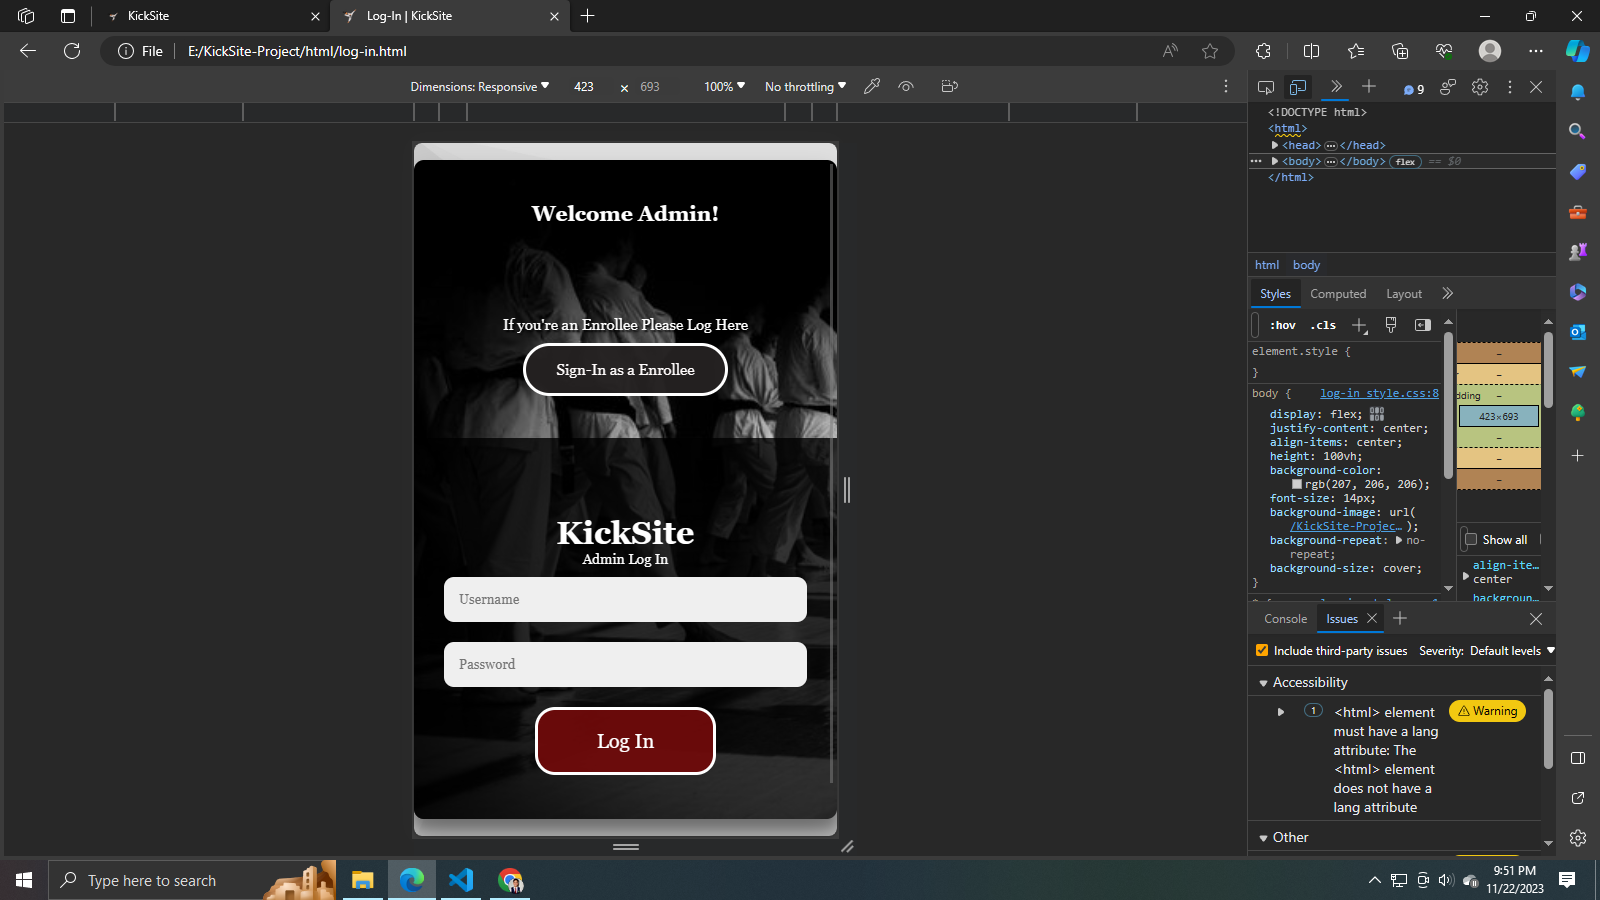 KickSite
Log-In | KickSite
File
E:/KickSite-Project/html/log-in.html
Dimensions: Responsive
423
×
693
100%
No throttling
9
<!DOCTYPE html>
<html>
<head> ••• </head>
••• <body> ••• </body> flex == $0
</html>
html body
Styles
Computed
Layout
:hov
.cls
element.style {
}
body {
log-in style.css:8
display: flex;
justify-content: center;
align-items: center;
height: 100vh;
background-color:
rgb(207, 206, 206);
font-size: 14px;
background-image: url(
/KickSite-Projec… );
background-repeat: no-
repeat;
background-size: cover;
}
dding
423×693
Show all
align-ite…
center
backgroun…
Console
Issues
Include third-party issues
Severity: Default levels
Accessibility
1
<html> element
must have a lang
attribute: The
<html> element
does not have a
lang attribute
Warning
Other
Welcome Admin!
If you're an Enrollee Please Log Here
Sign-In as a Enrollee
KickSite
Admin Log In
Username
Password
Log In
Type here to search
9:51 PM
11/22/2023